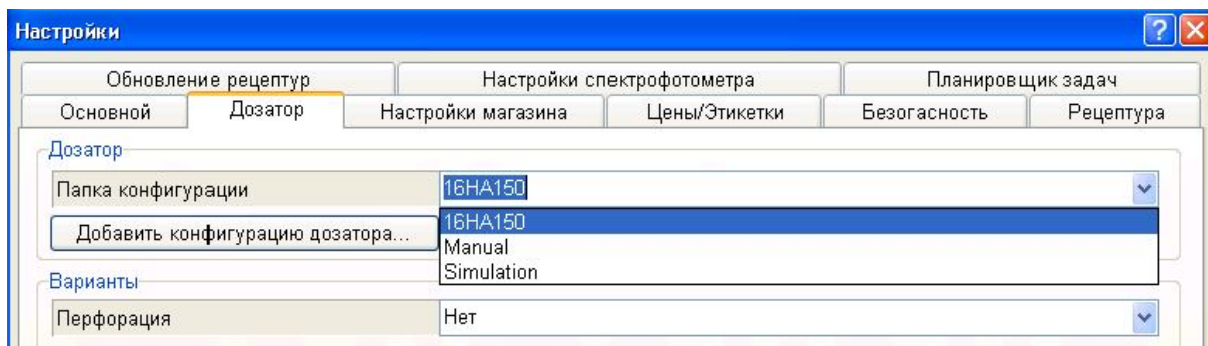 Настройки
Обновление рецептур Настройки спектрофотометра Планировщик задач
Основной Дозатор Настройки магазина Цены/Этикетки Безогасность Рецептура
Дозатор
Папка конфигурации 16HA150
16HA150
Добавить конфигурацию дозатора...
Manual
Simulation
Варианты
Перфорация Нет